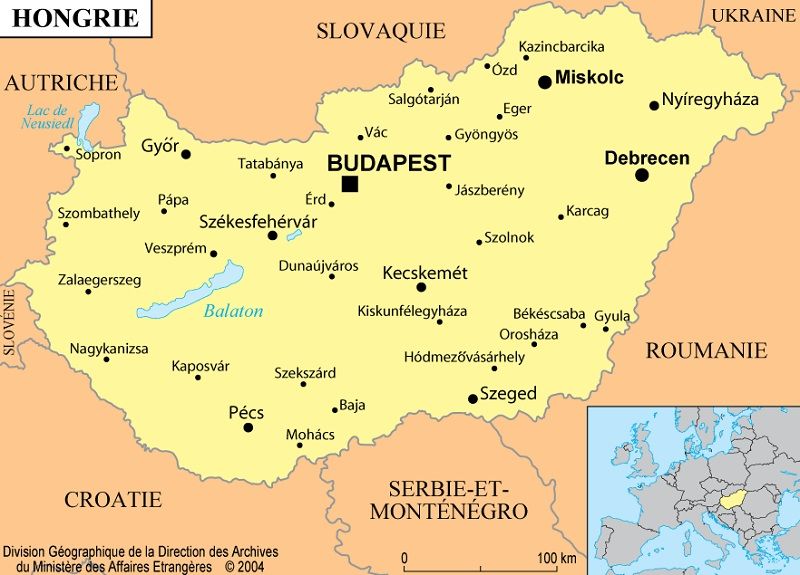 HONGRIE
SLOVAQUIE
UKRAINE
AUTRICHE
Lac de
Neusiedl
Kazincbarcika
Ózd
Miskolc
Salgótarján
Eger
Nyíregyháza
Vác
Gyöngyös
Sopron
Győr
Tatabánya
BUDAPEST
Debrecen
Jászberény
Érd
Pápa
Szombathely
Székesfehérvár
Karcag
Veszprém
Szolnok
Dunaújváros
Kecskemét
Zalaegerszeg
Balaton
Kiskunfélegyháza
Békéscsaba
Gyula
Orosháza
SLOVÉNIE
Nagykanizsa
Kaposvár
Szekszárd
Hódmezővásárhely
ROUMANIE
Szeged
Pécs
Baja
Mohács
CROATIE
SERBIE-ET-
MONTÉNÉGRO
Division Géographique de la Direction des Archives
du Ministère des Affaires Etrangères © 2004
0 100 km